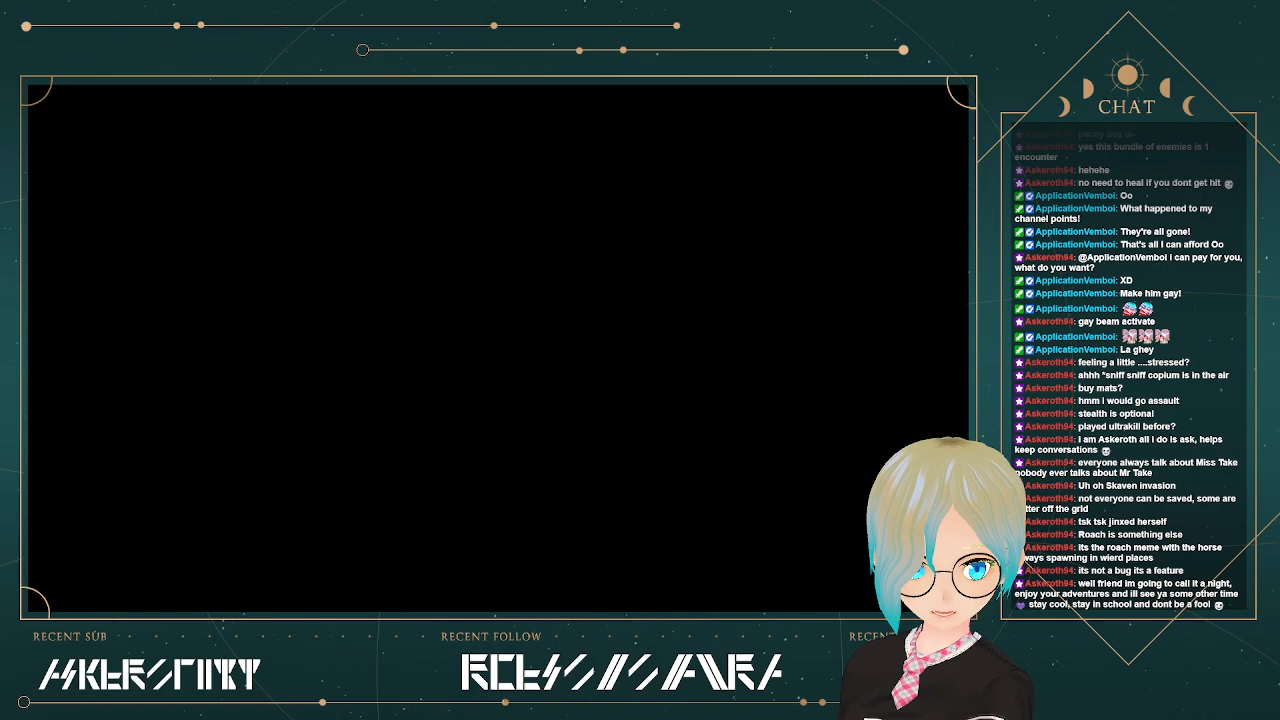 CHAT
yes this bundle of enemies is 1
encounter
Askeroth94: hehehe
Askeroth94: no need to heal if you dont get hit
ApplicationVemboi: Oo
ApplicationVemboi: What happened to my
channel points!
ApplicationVemboi: They're all gone!
ApplicationVemboi: That's all I can afford Oo
Askeroth94: @ApplicationVemboi i can pay for you,
what do you want?
ApplicationVemboi: XD
ApplicationVemboi: Make him gay!
ApplicationVemboi:
Askeroth94: gay beam activate
ApplicationVemboi:
ApplicationVemboi: La ghey
Askeroth94: feeling a little ....stressed?
Askeroth94: ahhh *sniff sniff copium is in the air
Askeroth94: buy mats?
Askeroth94: hmm i would go assault
Askeroth94: stealth is optional
Askeroth94: played ultrakill before?
Askeroth94: I am Askeroth all i do is ask, helps
keep conversations
Askeroth94: everyone always talk about Miss Take
nobody ever talks about Mr Take
Askeroth94: Uh oh Skaven invasion
Askeroth94: not everyone can be saved, some are
tter off the grid
Askeroth94: tsk tsk jinxed herself
Askeroth94: Roach is something else
Askeroth94: its the roach meme with the horse
ways spawning in wierd places
Askeroth94: its not a bug its a feature
Askeroth94: well friend im going to call it a night,
enjoy your adventures and ill see ya some other time
stay cool, stay in school and dont be a fool
RECENT SUB
RECENT FOLLOW
RECENT